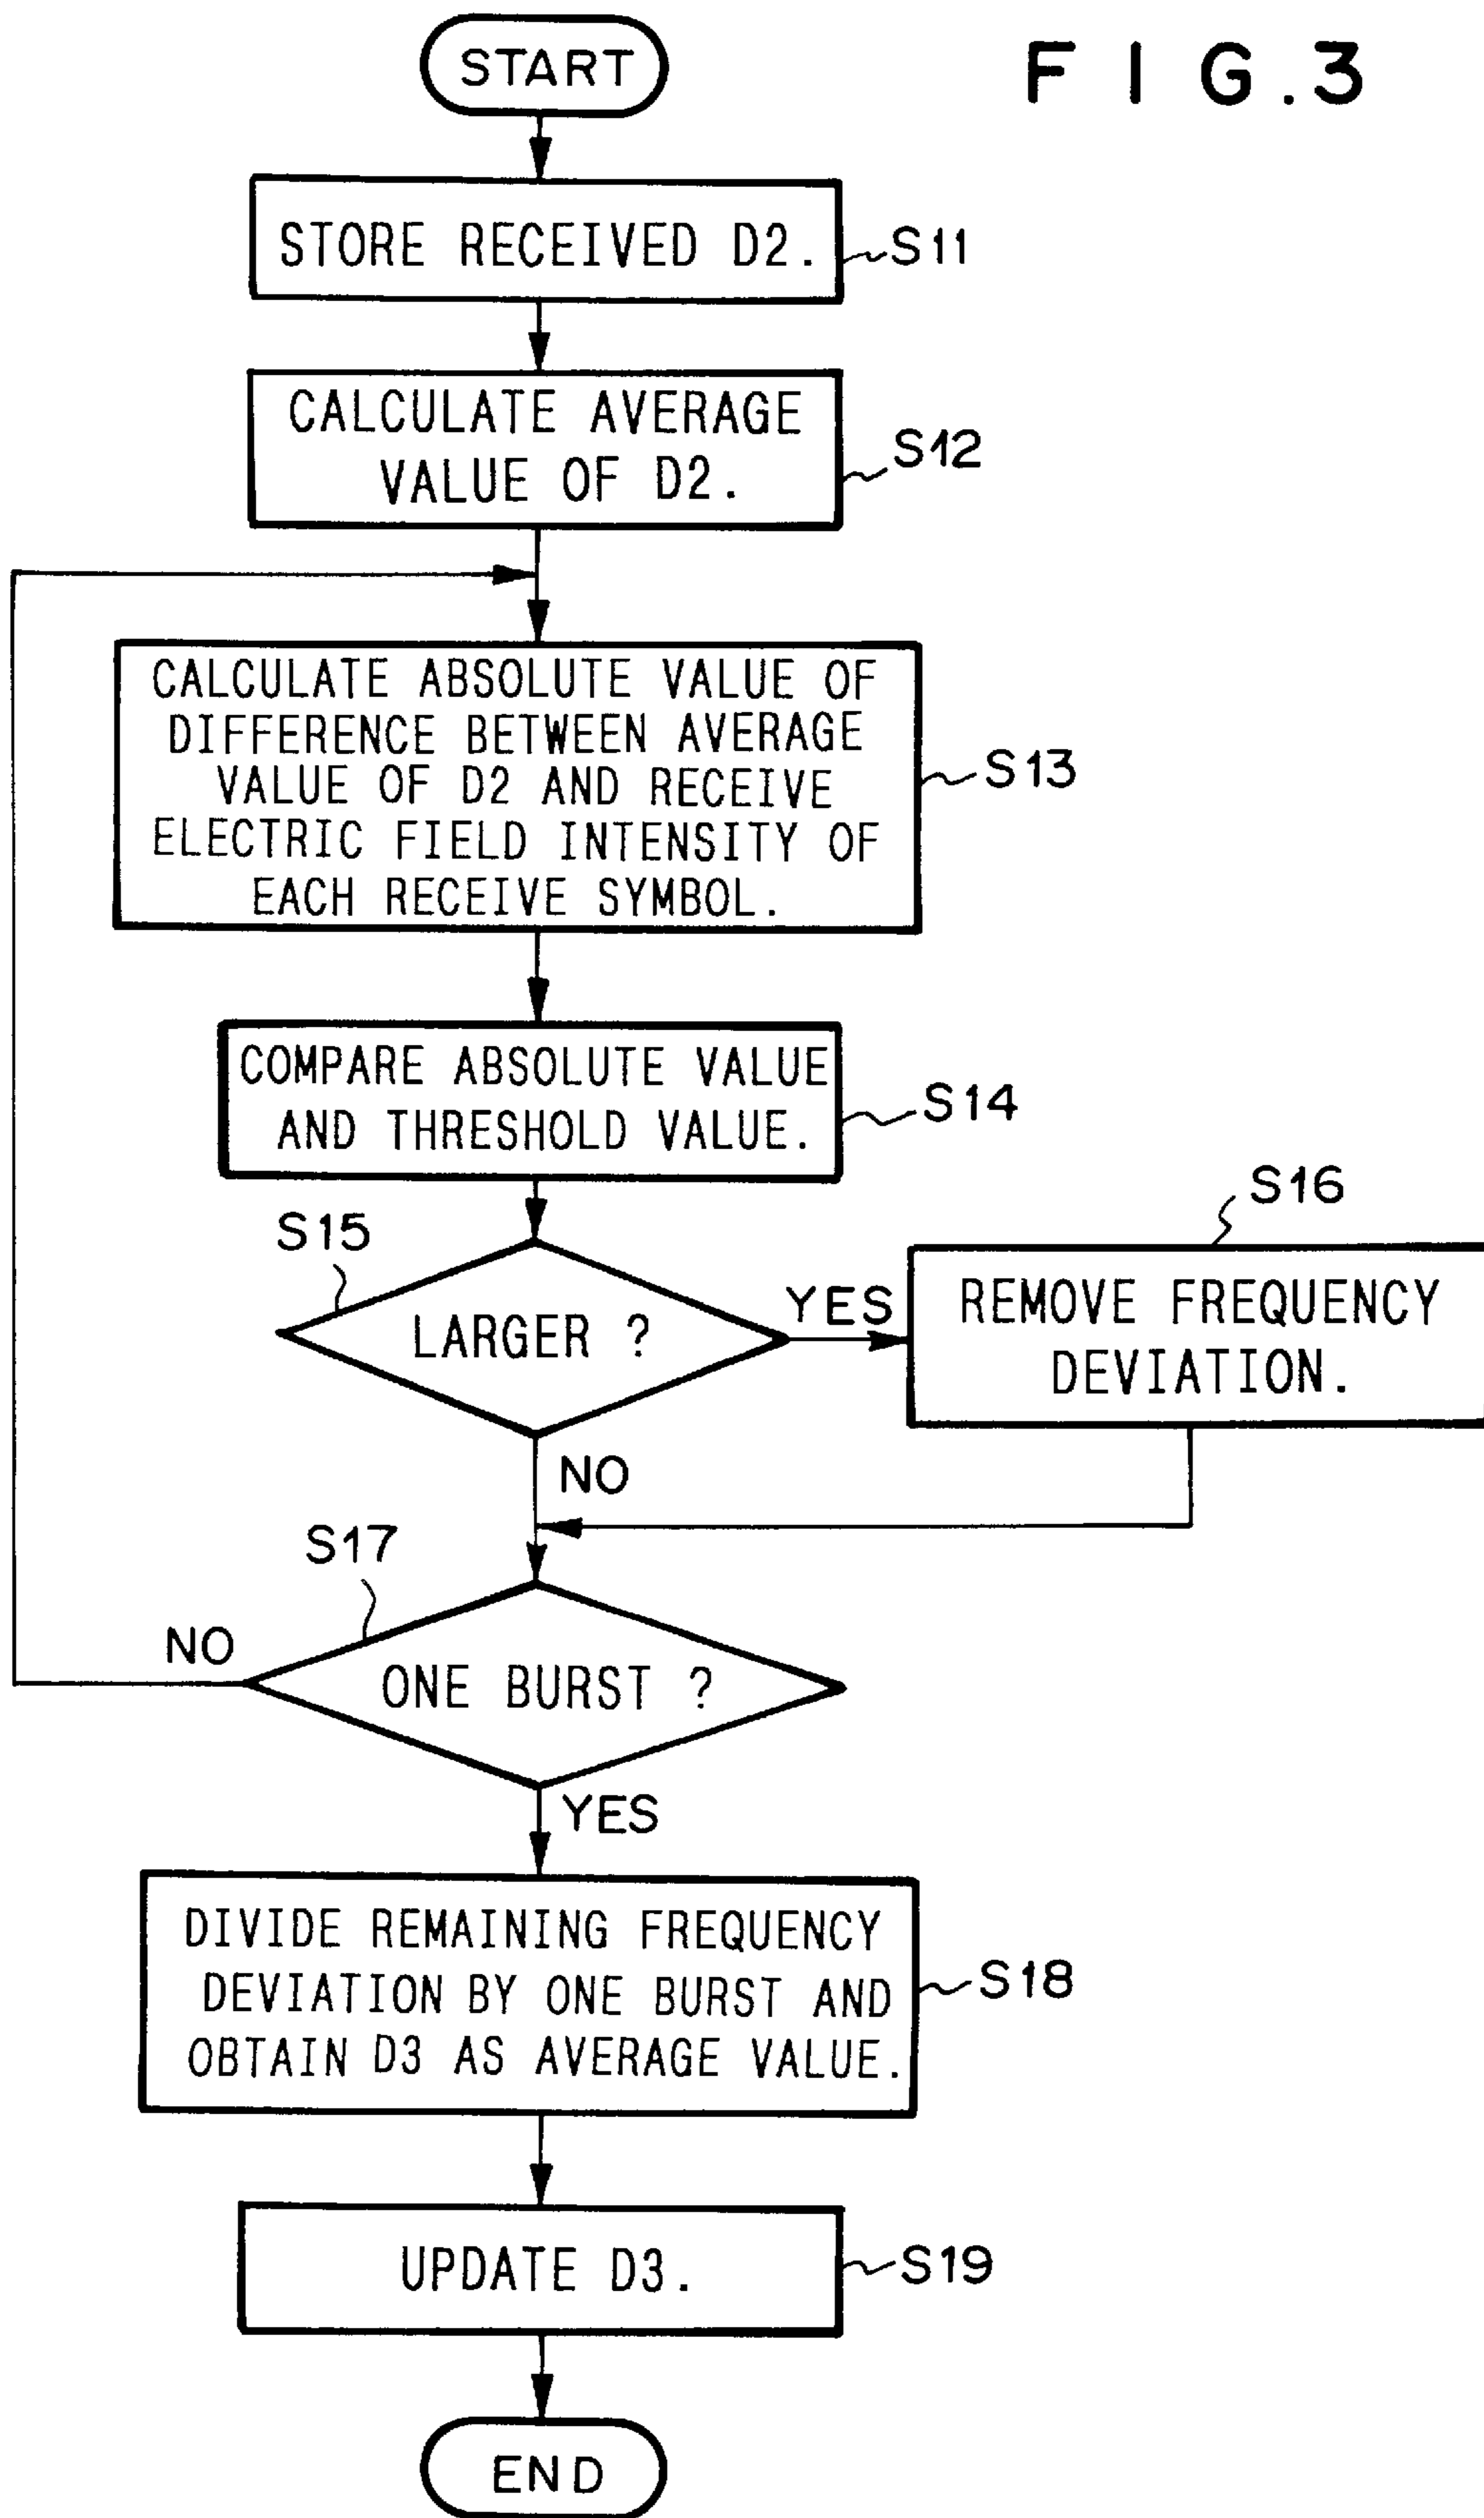 START
F I G.3
STORE RECEIVED D2.
S11
CALCULATE AVERAGE
VALUE OF D2.
S12
CALCULATE ABSOLUTE VALUE OF
DIFFERENCE BETWEEN AVERAGE
VALUE OF D2 AND RECEIVE
ELECTRIC FIELD INTENSITY OF
EACH RECEIVE SYMBOL.
S13
COMPARE ABSOLUTE VALUE
AND THRESHOLD VALUE.
S14
S15
LARGER ?
YES
S16
REMOVE FREQUENCY
DEVIATION.
NO
S17
NO
ONE BURST ?
YES
DIVIDE REMAINING FREQUENCY
DEVIATION BY ONE BURST AND
OBTAIN D3 AS AVERAGE VALUE.
S18
UPDATE D3.
S19
END